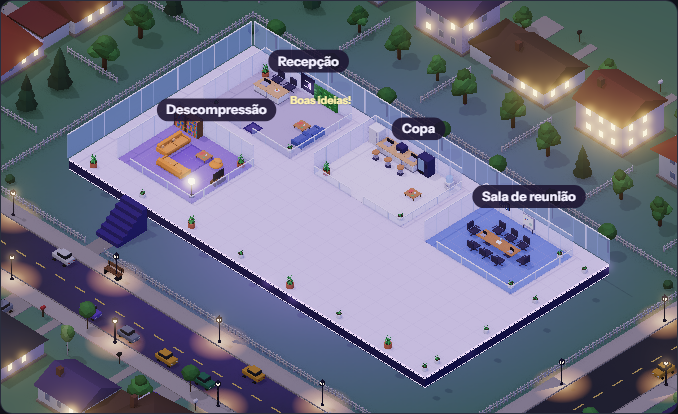 Recepção
Boas ideias!
Descompressão
Copa
Sala de reunião